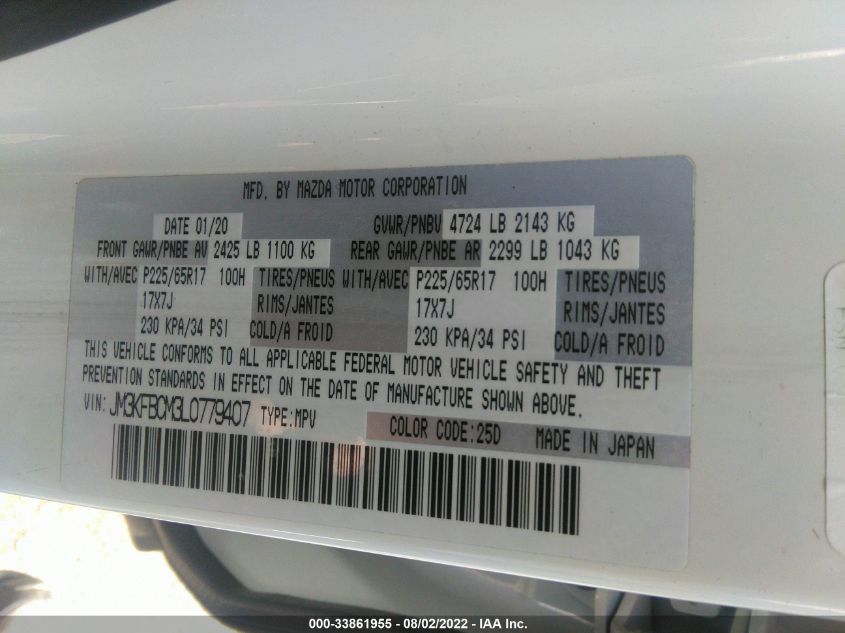 MFD. BY MAZDA MOTOR CORPORATION
DATE 01/20 GVWR/PNBV 4724 LB 2143 KG
FRONT GAWR/PNBE AV 2425 LB 1100 KG REAR GAWR/PNBE AR 2299 LB 1043 KG
WITH/AVEC P225/65R17 100H TIRES/PNEUS WITH/AVEC P225/65R17 100H TIRES/PNEUS
17X7J RIMS/JANTES 17X7J RIMS/JANTES
230 KPA/34 PSI COLD/A FROID 230 KPA/34 PSI COLD/A FROID
THIS VEHICLE CONFORMS TO ALL APPLICABLE FEDERAL MOTOR VEHICLE SAFETY AND THEFT
PREVENTION STANDARDS IN EFFECT ON THE DATE OF MANUFACTURE SHOWN ABOVE.
VIN: JM3KFBCM3L0779407 TYPE:MPV COLOR CODE:25D MADE IN JAPAN
000-33861955 - 08/02/2022 - IAA Inc.